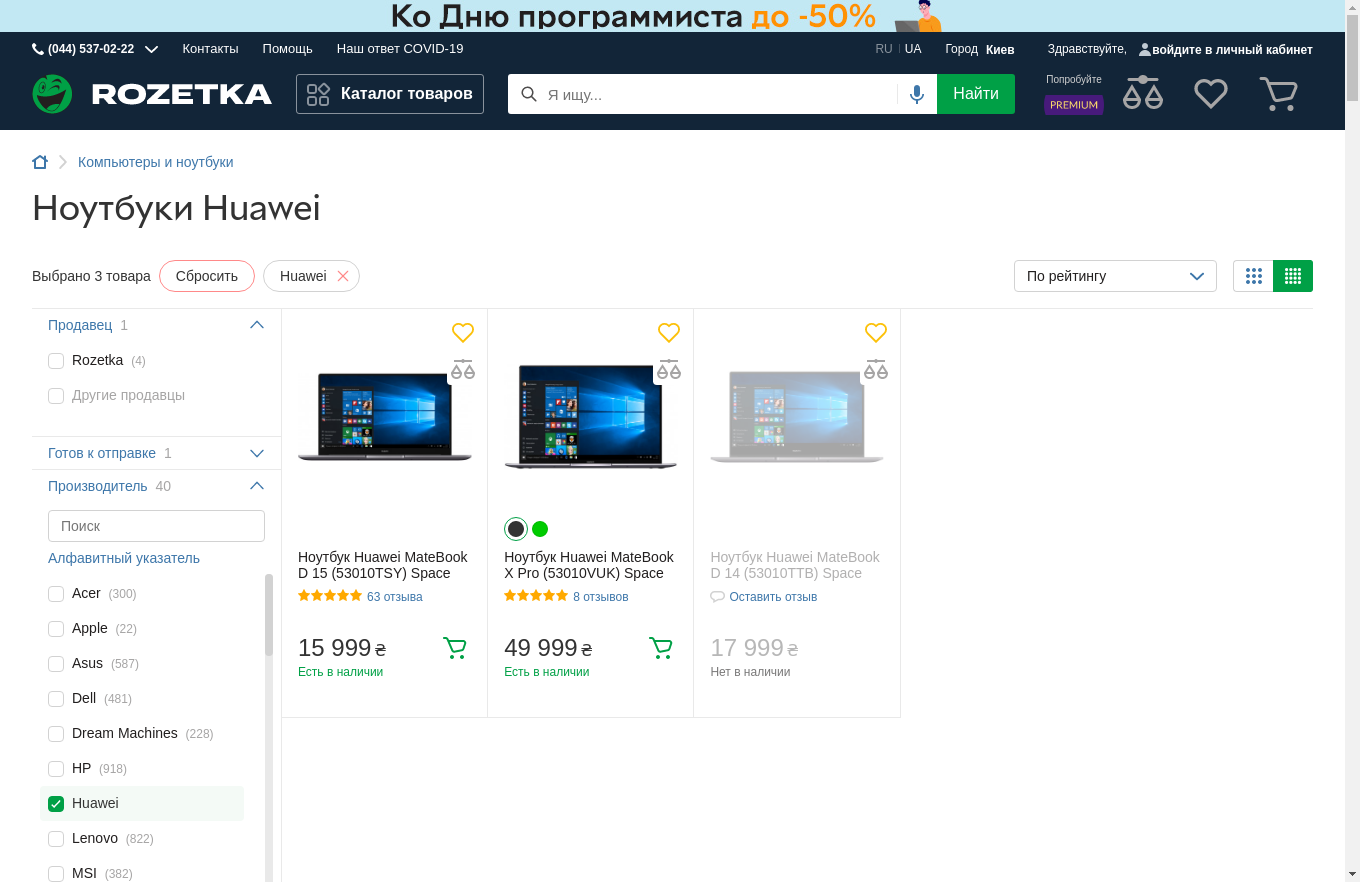 Ко Дню программиста до -50%
(044) 537-02-22 Контакты Помощь Наш ответ COVID-19 RU UA Город Киев Здравствуйте, войдите в личный кабинет
ROZETKA Каталог товаров Я ищу... Найти Попробуйте PREMIUM
Компьютеры и ноутбуки
Ноутбуки Huawei
Выбрано 3 товара Сбросить Huawei По рейтингу
Продавец 1
Rozetka (4)
Другие продавцы
Готов к отправке 1
Производитель 40
Поиск
Алфавитный указатель
Acer (300)
Apple (22)
Asus (587)
Dell (481)
Dream Machines (228)
HP (918)
Huawei
Lenovo (822)
MSI (382)
Ноутбук Huawei MateBook
D 15 (53010TSY) Space
63 отзыва
15 999 ₴
Есть в наличии
Ноутбук Huawei MateBook
X Pro (53010VUK) Space
8 отзывов
49 999 ₴
Есть в наличии
Ноутбук Huawei MateBook
D 14 (53010TTB) Space
Оставить отзыв
17 999 ₴
Нет в наличии